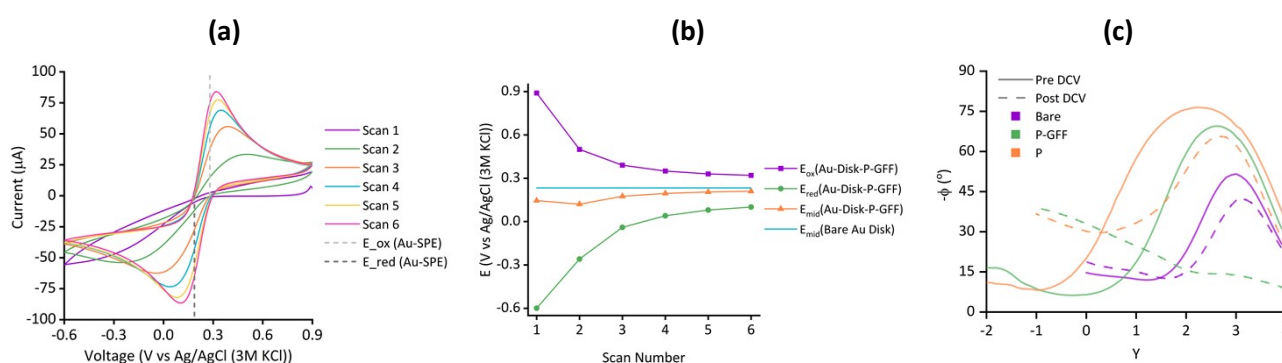 (a)
100
75
50
25
0
-25
-50
-75
-100
Current (µA)
-0.6 -0.3 0.0 0.3 0.6 0.9
Voltage (V vs Ag/AgCl (3M KCl))
Scan 1
Scan 2
Scan 3
Scan 4
Scan 5
Scan 6
E_ox (Au-SPE)
E_red (Au-SPE)
(b)
0.9
0.6
0.3
0.0
-0.3
-0.6
E (V vs Ag/AgCl (3M KCl))
1 2 3 4 5 6
Scan Number
Eox(Au-Disk-P-GFF)
Ered(Au-Disk-P-GFF)
Emid(Au-Disk-P-GFF)
Emid(Bare Au Disk)
(c)
90
75
60
45
30
15
0
-ϕ (°)
-2 -1 0 1 2 3
Y
Pre DCV
Post DCV
Bare
P-GFF
P